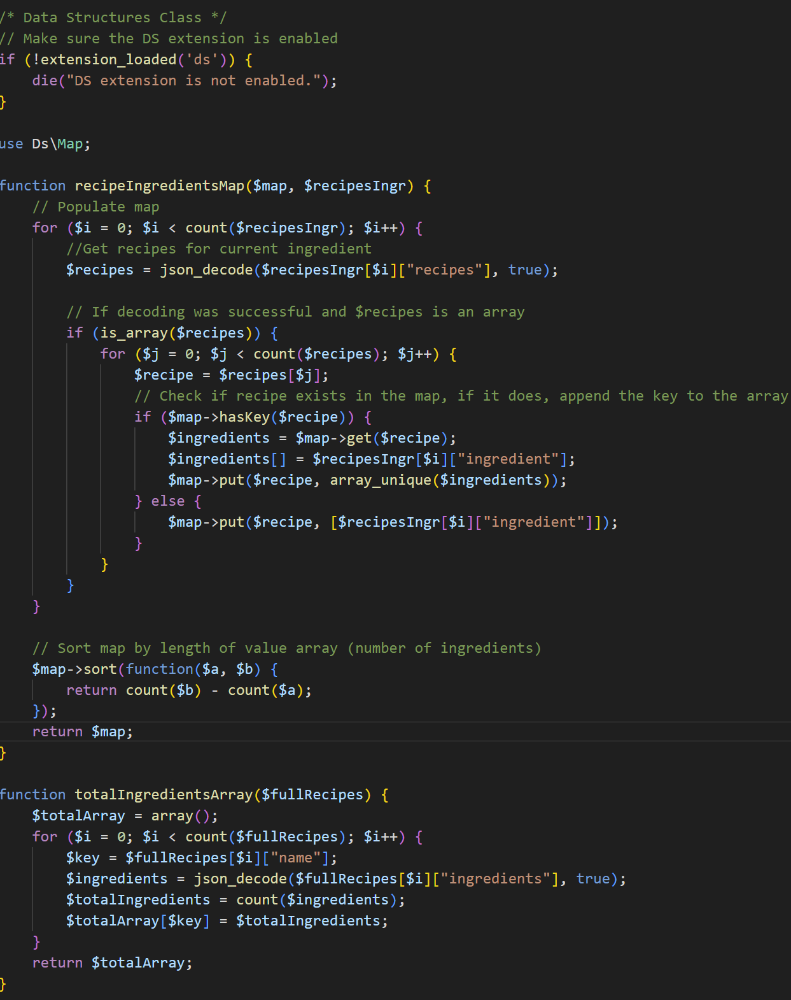 /* Data Structures Class */
// Make sure the DS extension is enabled
if (!extension_loaded('ds')) {
    die("DS extension is not enabled.");
}

use Ds\Map;

function recipeIngredientsMap($map, $recipesIngr) {
    // Populate map
    for ($i = 0; $i < count($recipesIngr); $i++) {
        //Get recipes for current ingredient
        $recipes = json_decode($recipesIngr[$i]["recipes"], true);

        // If decoding was successful and $recipes is an array
        if (is_array($recipes)) {
            for ($j = 0; $j < count($recipes); $j++) {
                $recipe = $recipes[$j];
                // Check if recipe exists in the map, if it does, append the key to the array
                if ($map->hasKey($recipe)) {
                    $ingredients = $map->get($recipe);
                    $ingredients[] = $recipesIngr[$i]["ingredient"];
                    $map->put($recipe, array_unique($ingredients));
                } else {
                    $map->put($recipe, [$recipesIngr[$i]["ingredient"]]);
                }
            }
        }
    }

    // Sort map by length of value array (number of ingredients)
    $map->sort(function($a, $b) {
        return count($b) - count($a);
    });
    return $map;
}

function totalIngredientsArray($fullRecipes) {
    $totalArray = array();
    for ($i = 0; $i < count($fullRecipes); $i++) {
        $key = $fullRecipes[$i]["name"];
        $ingredients = json_decode($fullRecipes[$i]["ingredients"], true);
        $totalIngredients = count($ingredients);
        $totalArray[$key] = $totalIngredients;
    }
    return $totalArray;
}